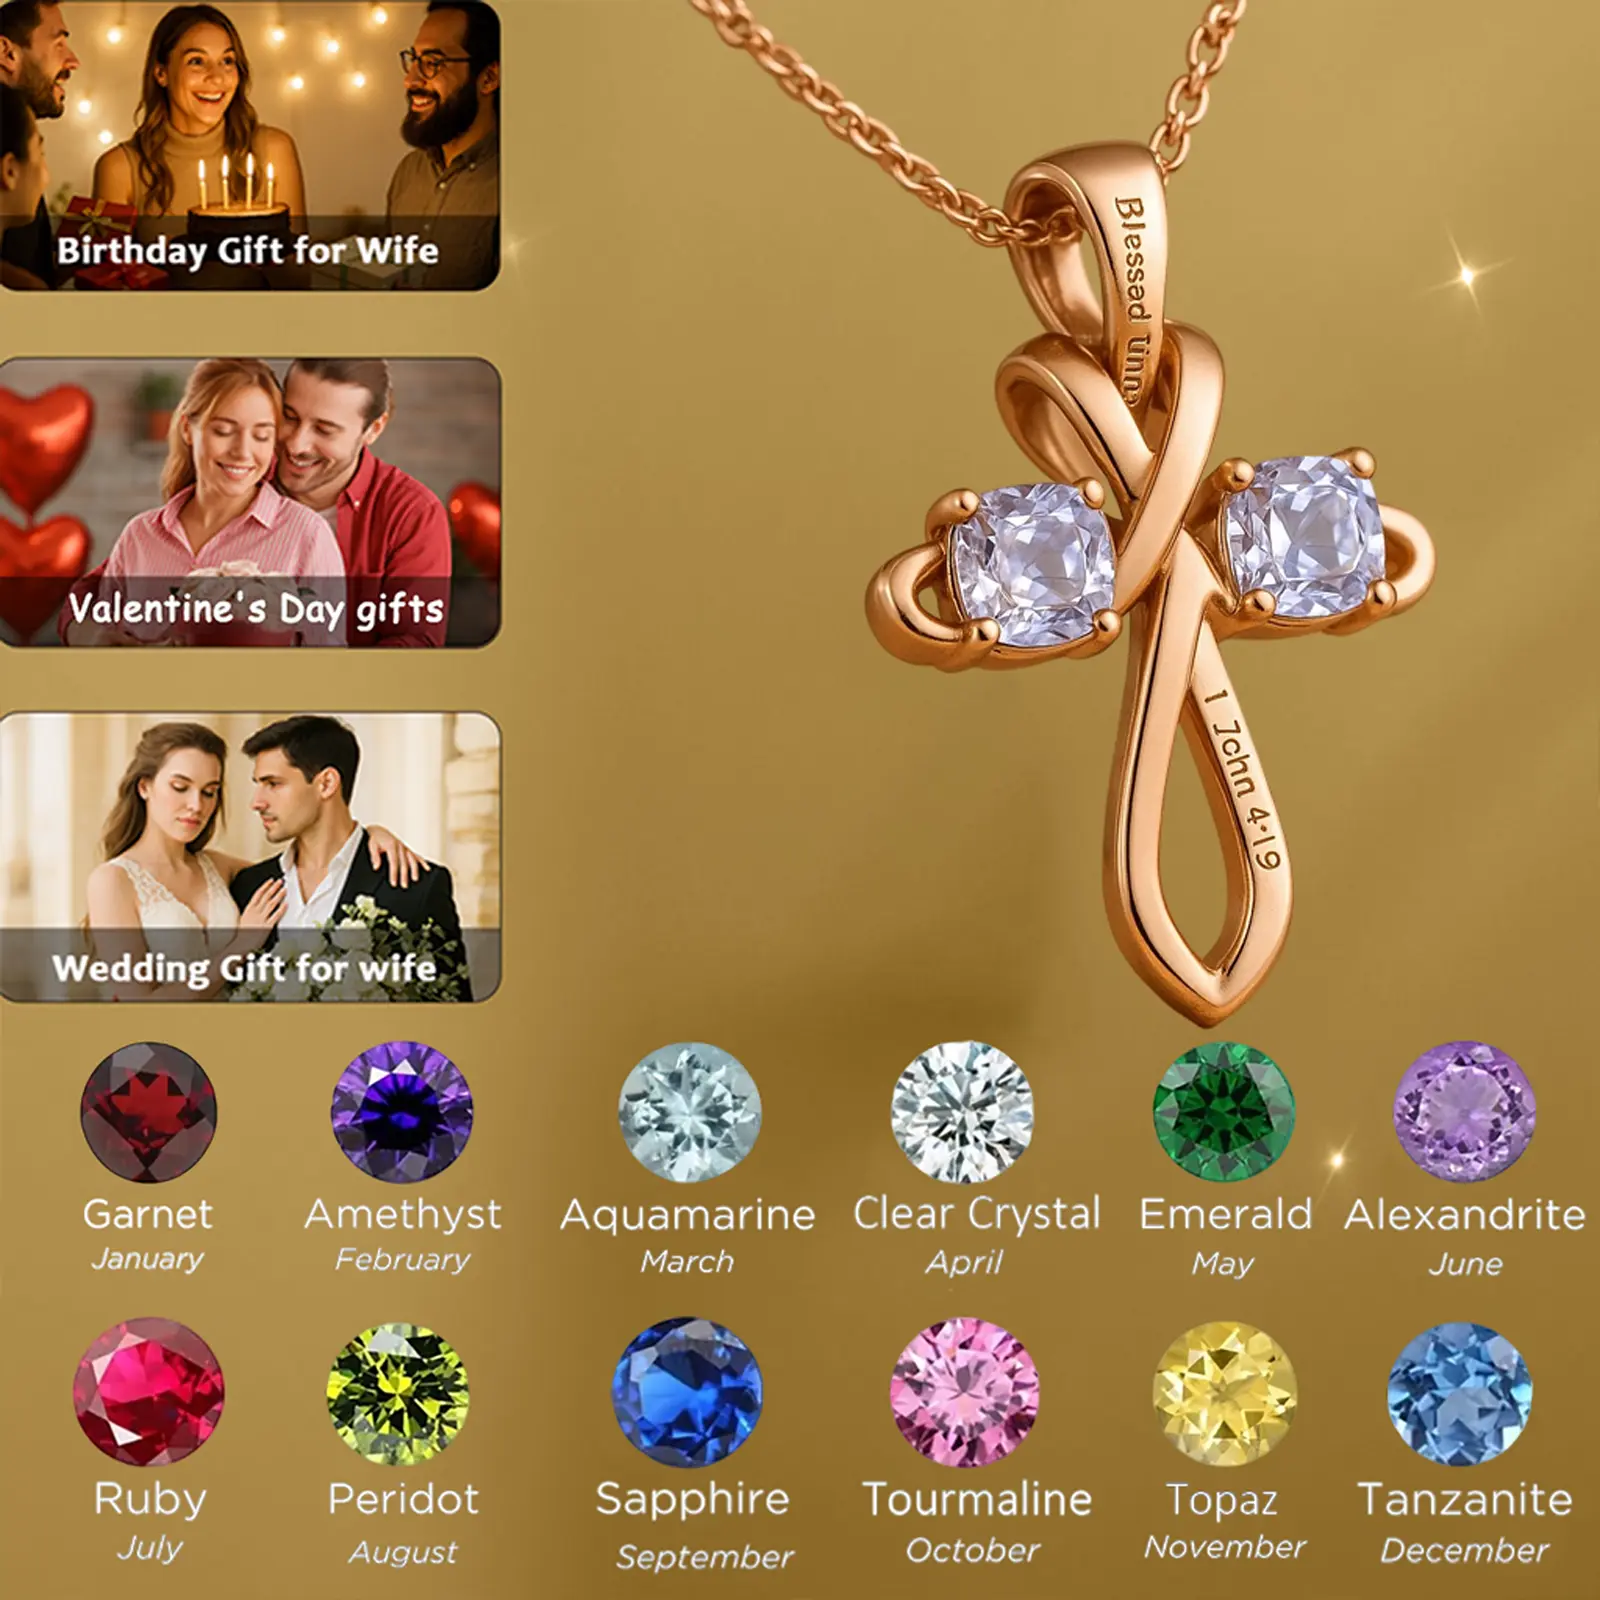 Birthday Gift for Wife
Valentine's Day gifts
Wedding Gift for wife
Blessed
1 John 4:19
Garnet
January
Amethyst
February
Aquamarine
March
Clear Crystal
April
Emerald
May
Alexandrite
June
Ruby
July
Peridot
August
Sapphire
September
Tourmaline
October
Topaz
November
Tanzanite
December